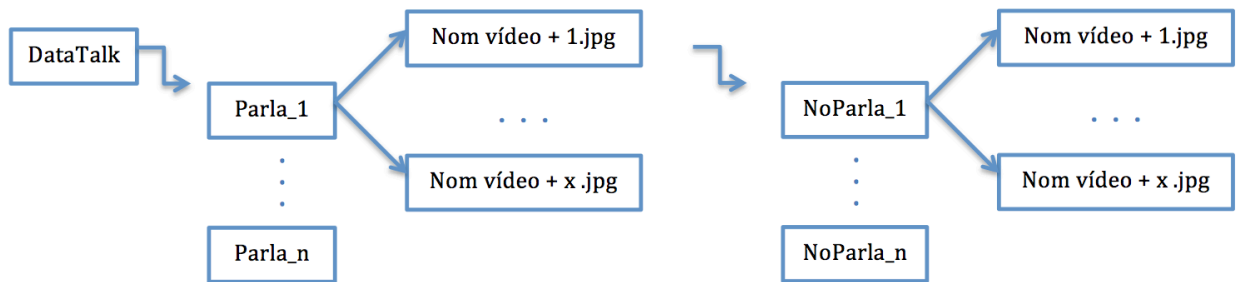 DataTalk
Parla_1
.
.
.
Parla_n
Nom vídeo + 1.jpg
. . .
Nom vídeo + x .jpg
NoParla_1
.
.
.
NoParla_n
Nom vídeo + 1.jpg
. . .
Nom vídeo + x .jpg